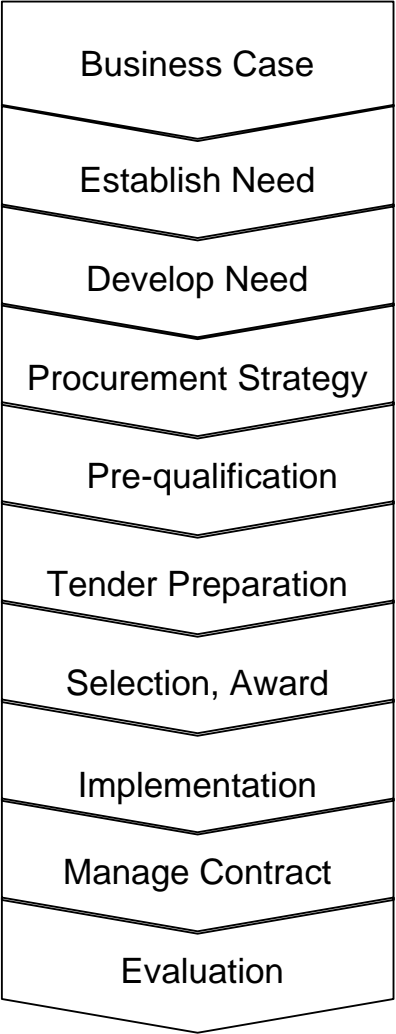 Business Case
Establish Need
Develop Need
Procurement Strategy
Pre-qualification
Tender Preparation
Selection, Award
Implementation
Manage Contract
Evaluation